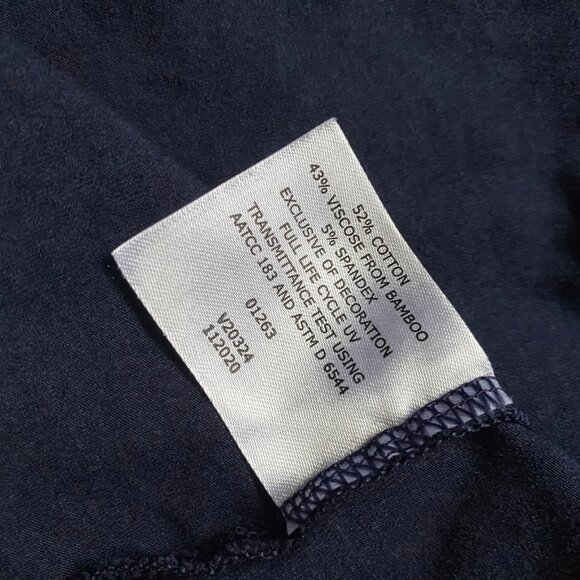 52% COTTON
43% VISCOSE FROM BAMBOO
5% SPANDEX
EXCLUSIVE OF DECORATION
FULL LIFE CYCLE UV
TRANSMITTANCE TEST USING
AATCC 183 AND ASTM D 6544
01263
V20324
112020